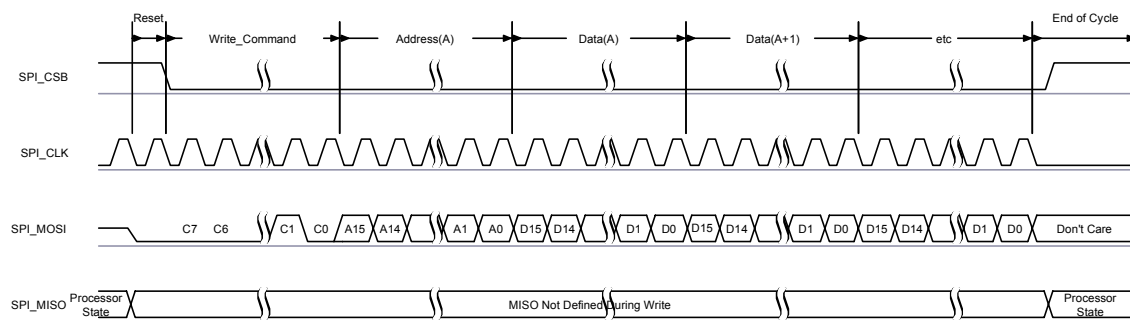 Reset
End of Cycle
Write_Command Address(A) Data(A) Data(A+1) etc
SPI_CSB
SPI_CLK
SPI_MOSI C7 C6 C1 C0 A15 A14 A1 A0 D15 D14 D1 D0 D15 D14 D1 D0 D15 D14 D1 D0 Don't Care
SPI_MISO Processor State MISO Not Defined During Write Processor State